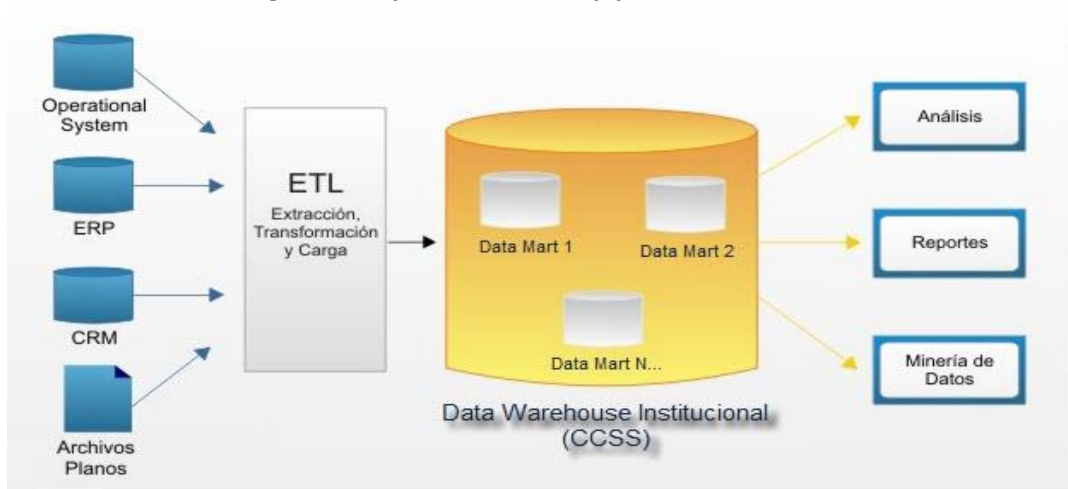 Operational
System
ERP
CRM
Archivos
Planos
ETL
Extracción,
Transformación
y Carga
Data Mart 1
Data Mart 2
Data Mart N...
Data Warehouse Institucional
(CCSS)
Análisis
Reportes
Minería de
Datos